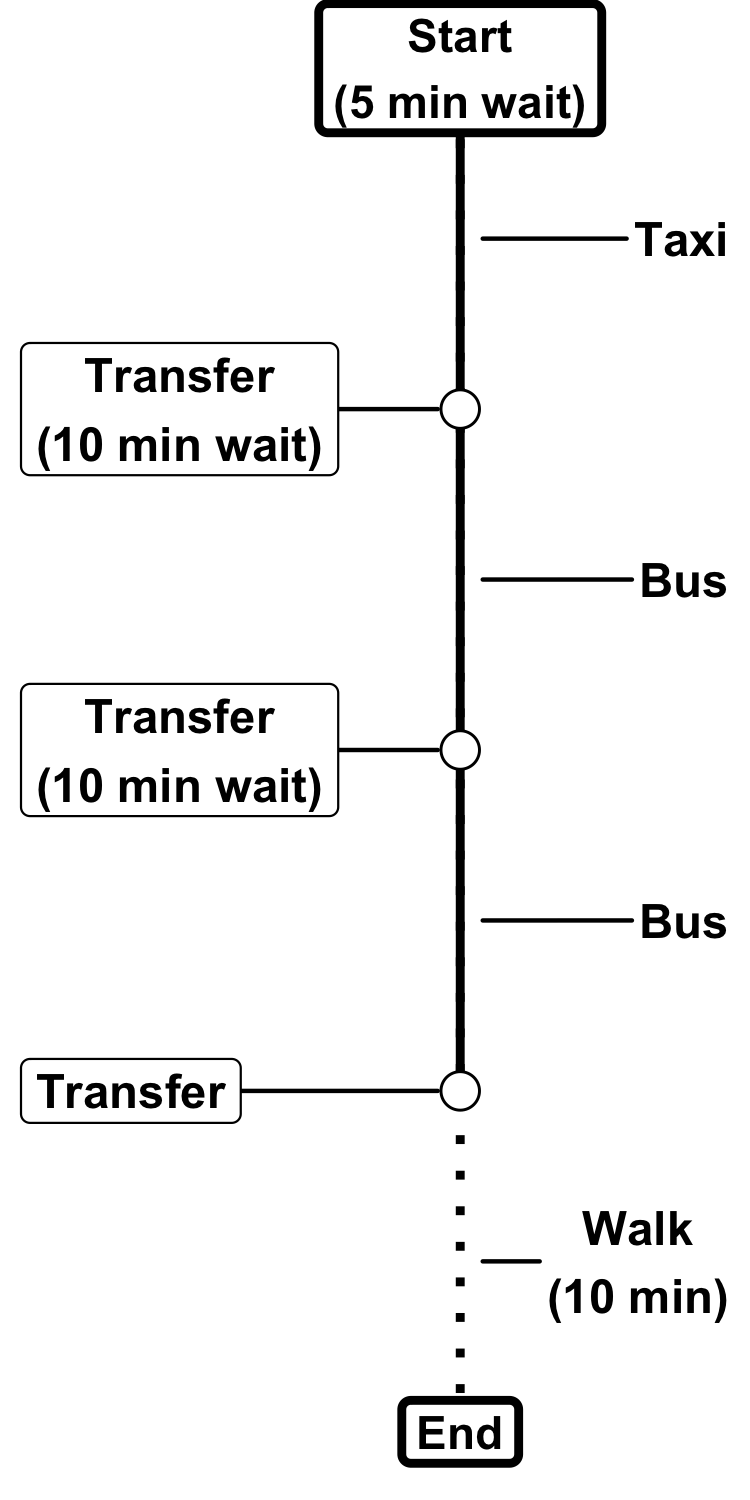 Start
(5 min wait)
Taxi
Transfer
(10 min wait)
Bus
Transfer
(10 min wait)
Bus
Transfer
Walk
(10 min)
End